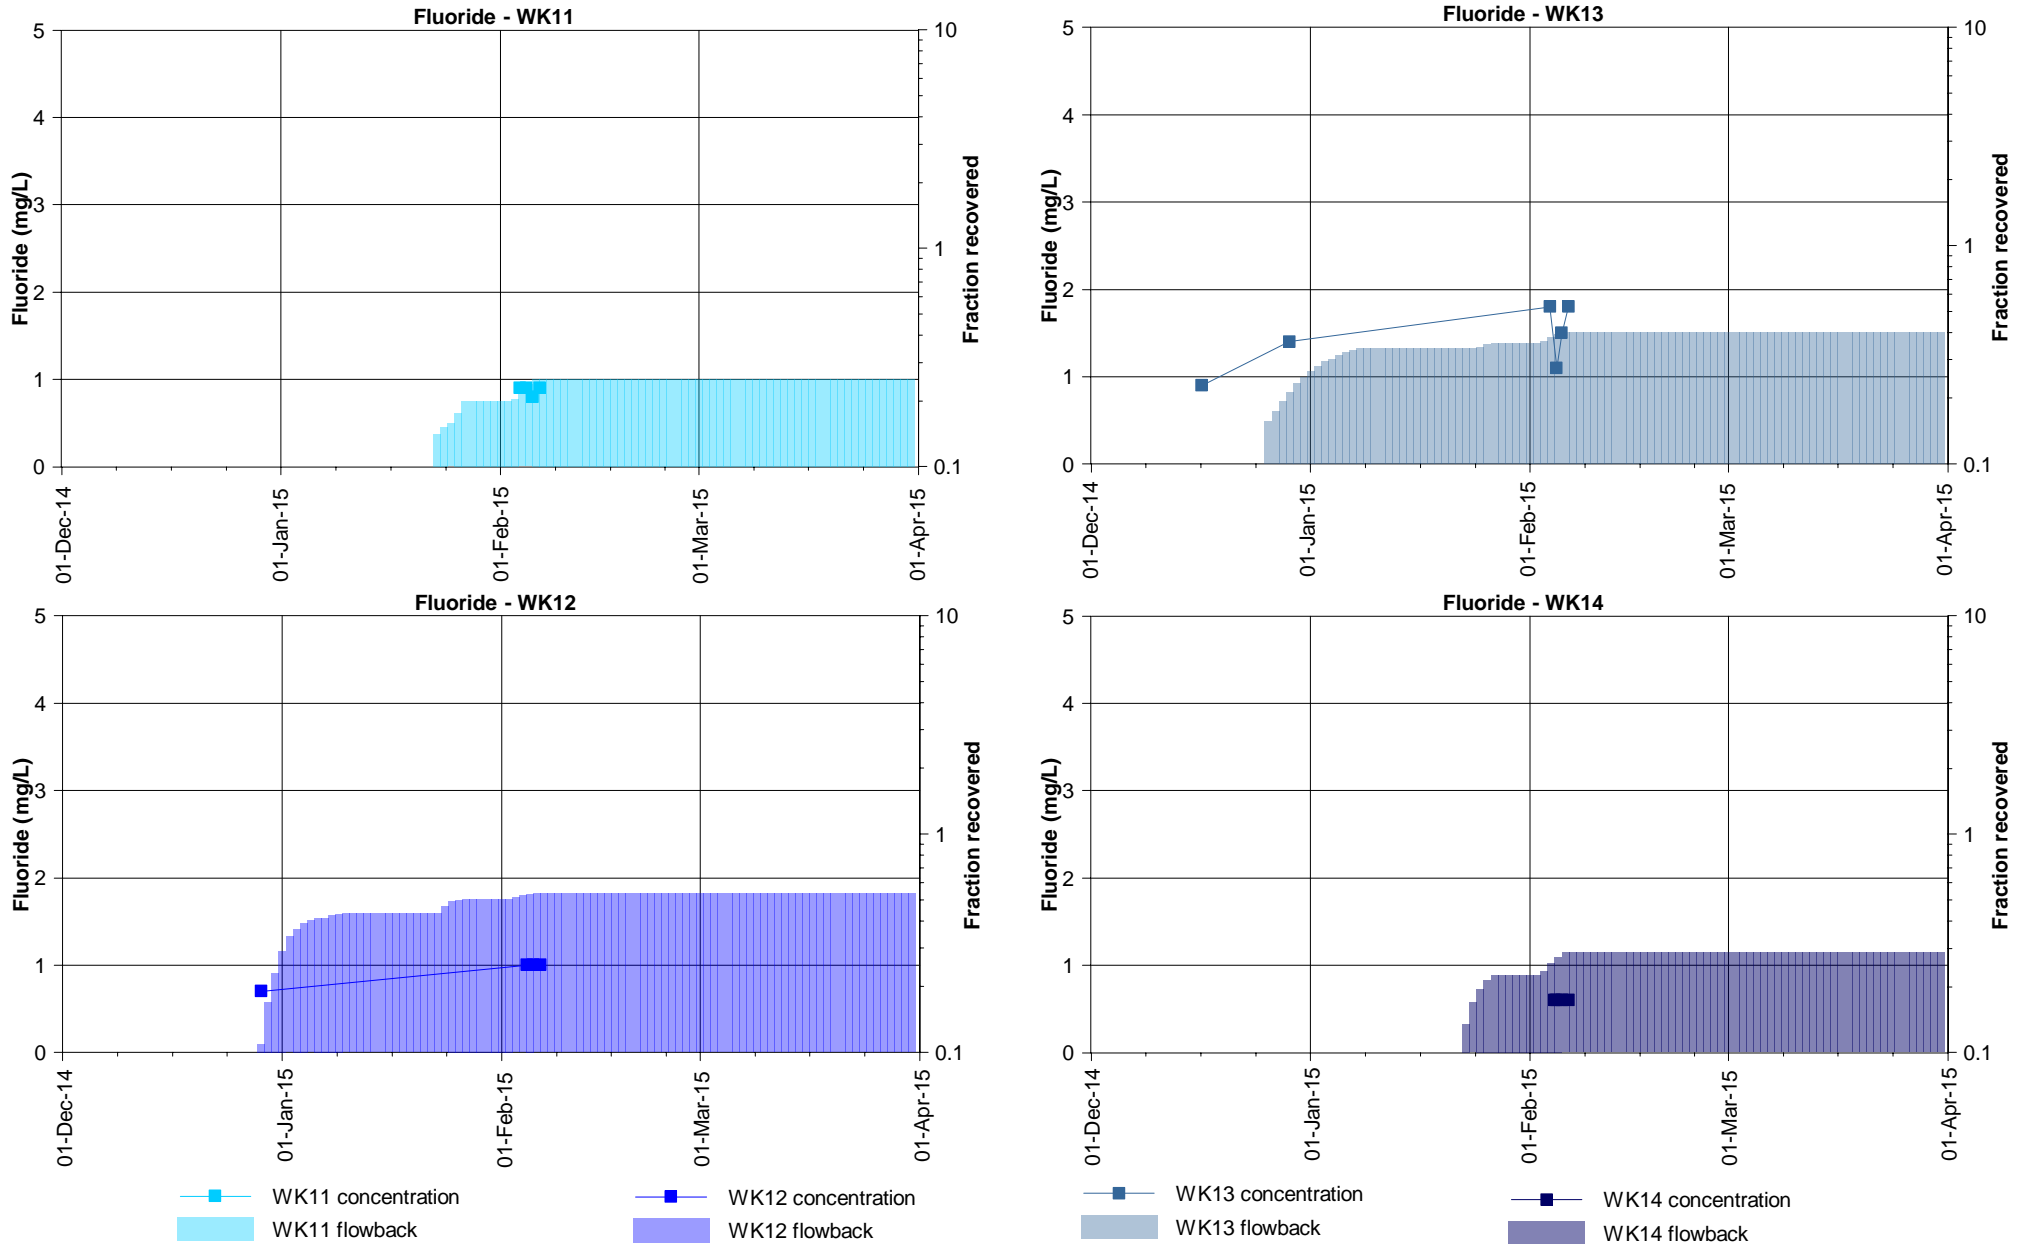 Fluoride - WK11
5
4
3
2
1
0
Fluoride (mg/L)
10
1
0.1
Fraction recovered
01-Dec-14
01-Jan-15
01-Feb-15
01-Mar-15
01-Apr-15
Fluoride - WK13
5
4
3
2
1
0
Fluoride (mg/L)
10
1
0.1
Fraction recovered
01-Dec-14
01-Jan-15
01-Feb-15
01-Mar-15
01-Apr-15
Fluoride - WK12
5
4
3
2
1
0
Fluoride (mg/L)
10
1
0.1
Fraction recovered
01-Dec-14
01-Jan-15
01-Feb-15
01-Mar-15
01-Apr-15
Fluoride - WK14
5
4
3
2
1
0
Fluoride (mg/L)
10
1
0.1
Fraction recovered
01-Dec-14
01-Jan-15
01-Feb-15
01-Mar-15
01-Apr-15
WK11 concentration
WK11 flowback
WK12 concentration
WK12 flowback
WK13 concentration
WK13 flowback
WK14 concentration
WK14 flowback